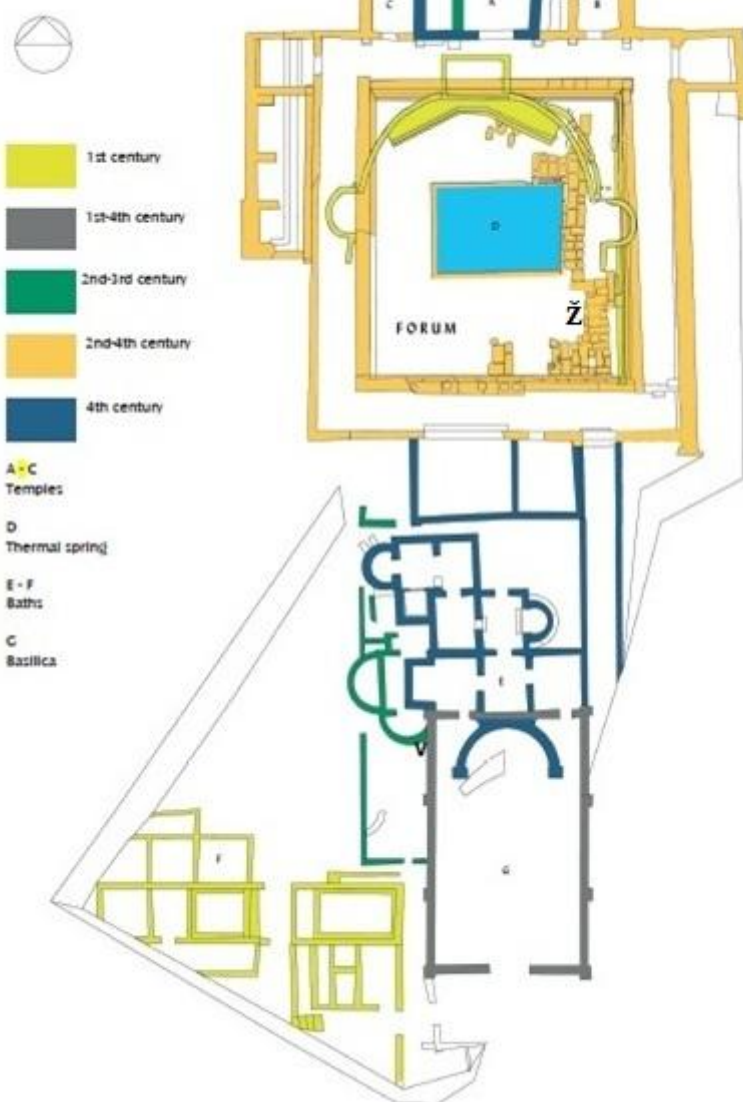 C
A
B
1st century
1st-4th century
2nd-3rd century
2nd-4th century
4th century
A - C
Temples
D
Thermal spring
E - F
Baths
G
Basilica
D
Ž
FORUM
E
V
F
G